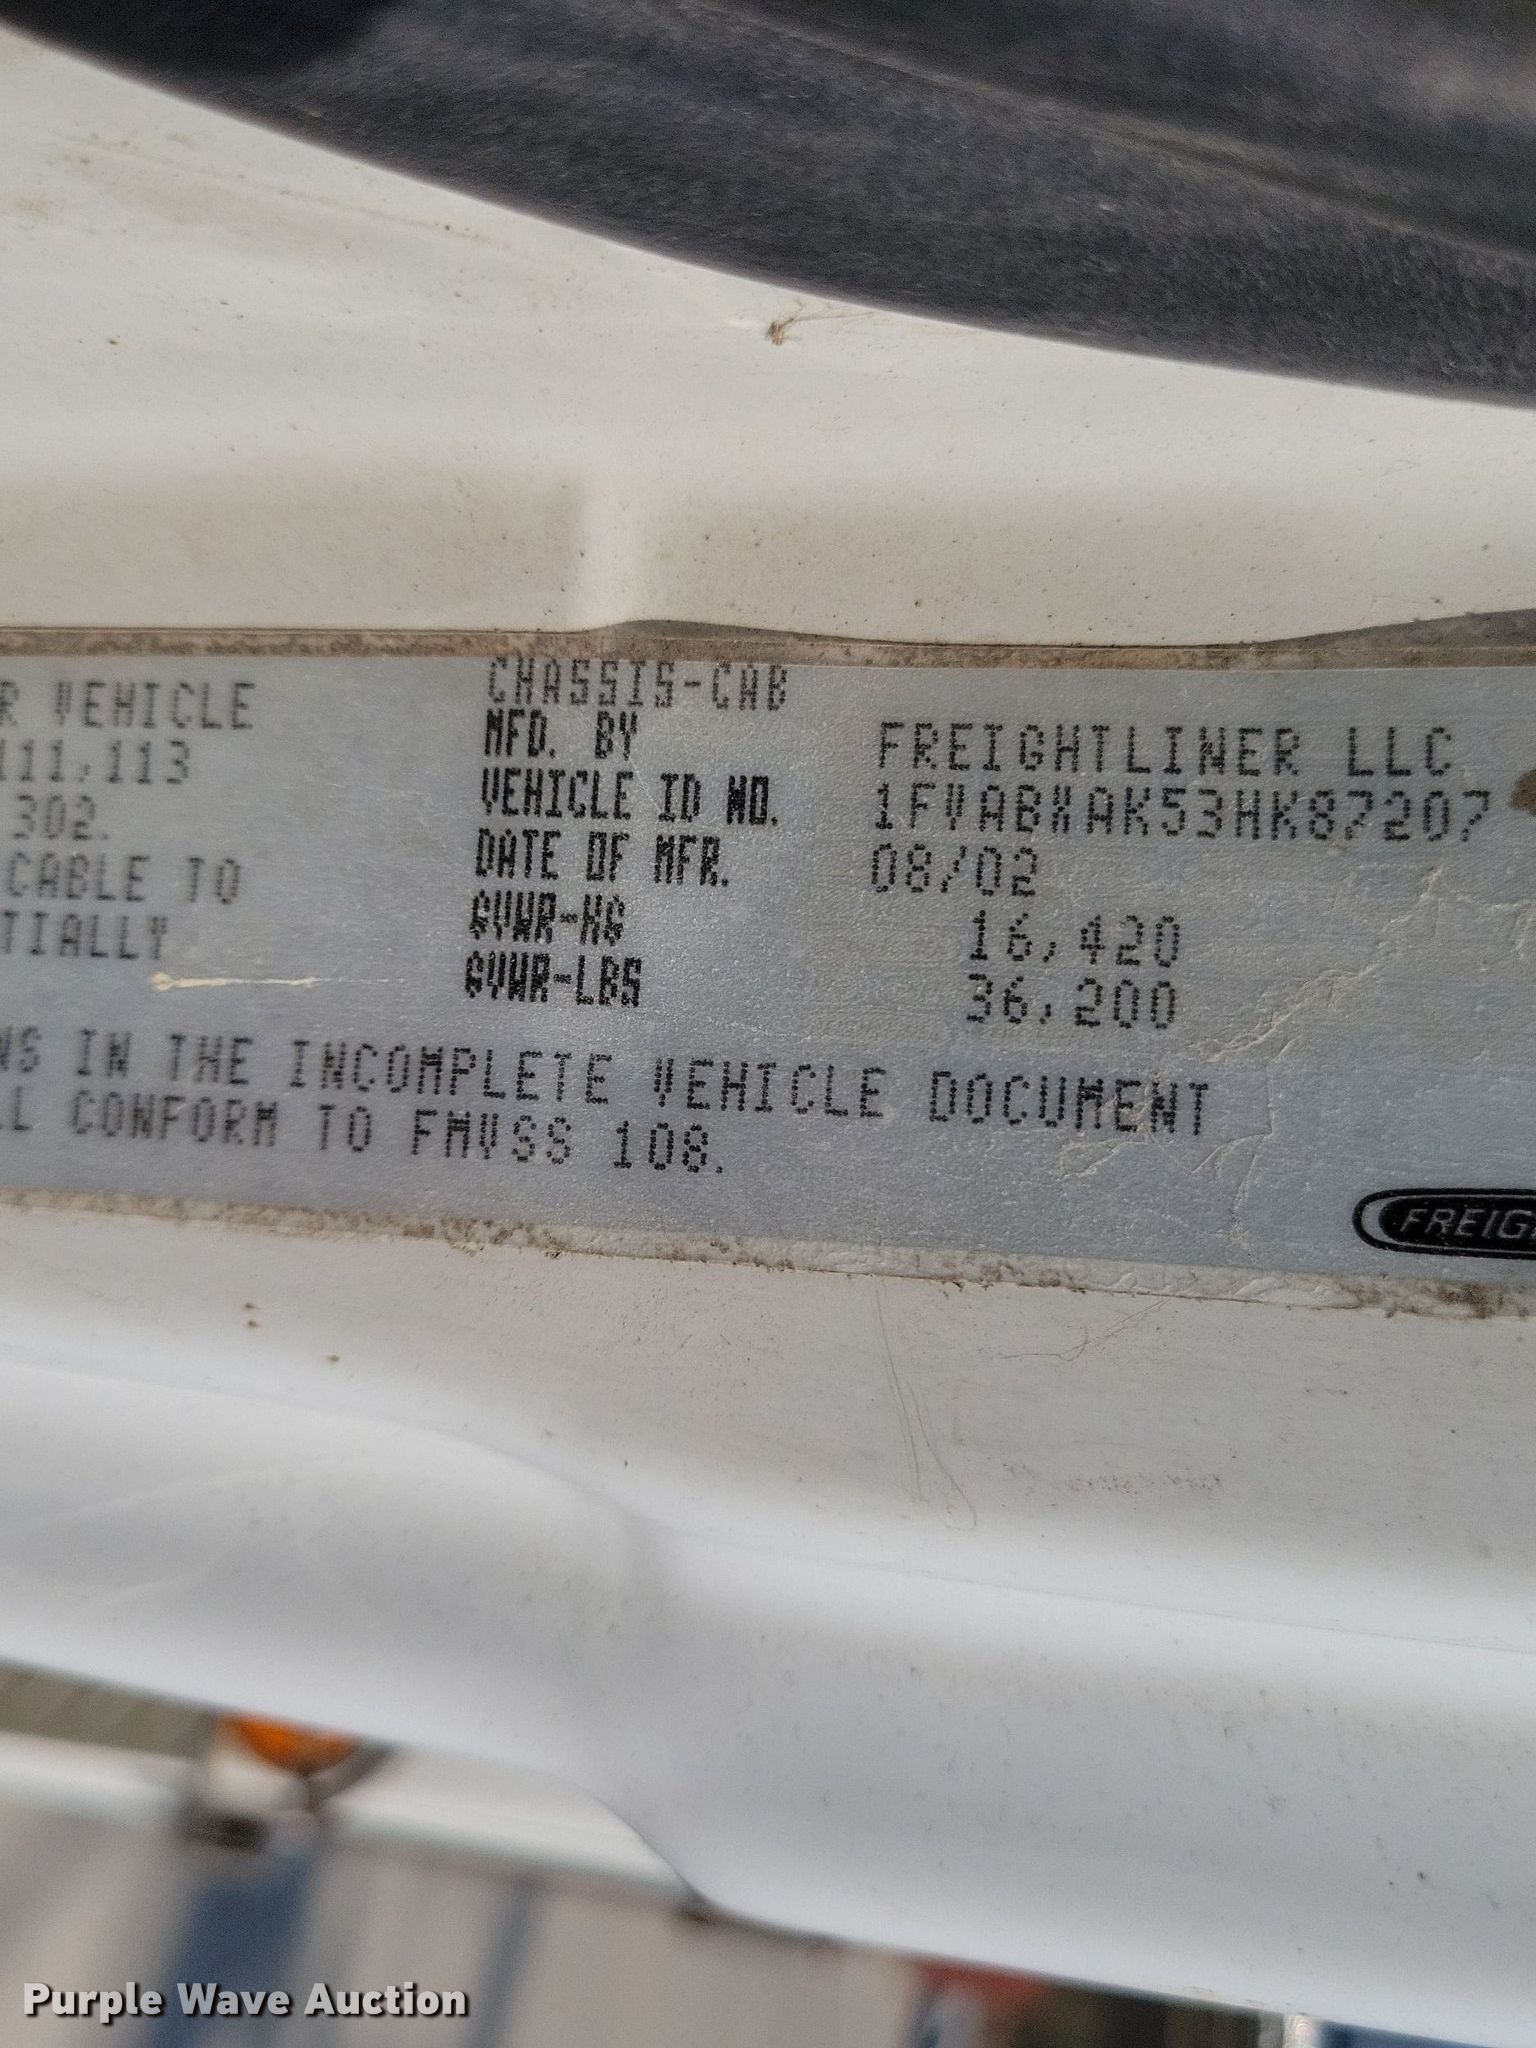 R VEHICLE
111,113
302.
CABLE TO
TIALLY
CHASSIS-CAB
MFD. BY FREIGHTLINER LLC
VEHICLE ID NO. 1FVABXAK53HK87207
DATE OF MFR. 08/02
GVWR-KG 16,420
GVWR-LBS 36,200
NS IN THE INCOMPLETE VEHICLE DOCUMENT
LL CONFORM TO FMVSS 108.
FREIG
Purple Wave Auction